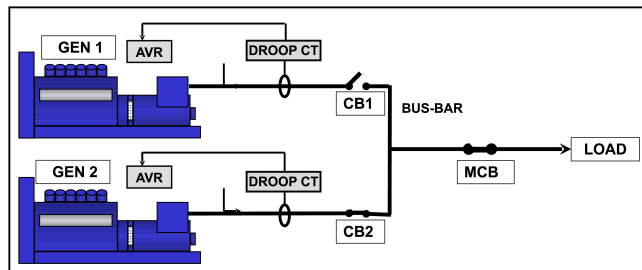 GEN 1
AVR
DROOP CT
CB1
BUS-BAR
LOAD
MCB
GEN 2
AVR
DROOP CT
CB2